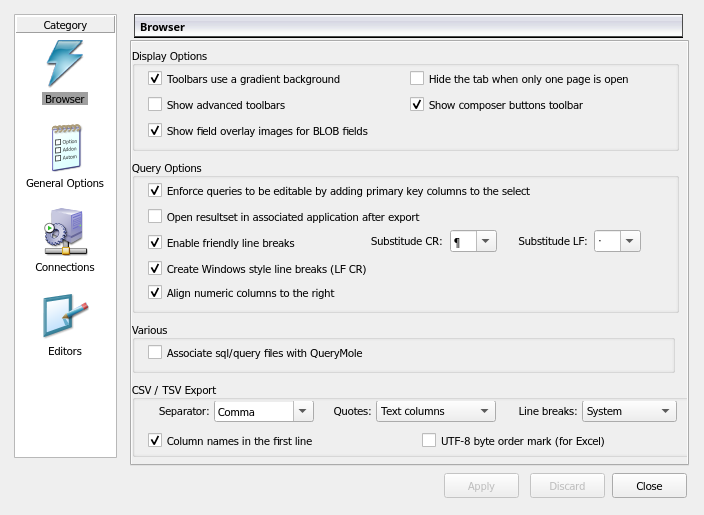 Category
Browser
Browser
Option
Addon
Autom
General Options
Connections
Editors
Display Options
Toolbars use a gradient background
Hide the tab when only one page is open
Show advanced toolbars
Show composer buttons toolbar
Show field overlay images for BLOB fields
Query Options
Enforce queries to be editable by adding primary key columns to the select
Open resultset in associated application after export
Enable friendly line breaks Substitude CR: ¶ Substitude LF: ·
Create Windows style line breaks (LF CR)
Align numeric columns to the right
Various
Associate sql/query files with QueryMole
CSV / TSV Export
Separator: Comma Quotes: Text columns Line breaks: System
Column names in the first line
UTF-8 byte order mark (for Excel)
Apply Discard Close